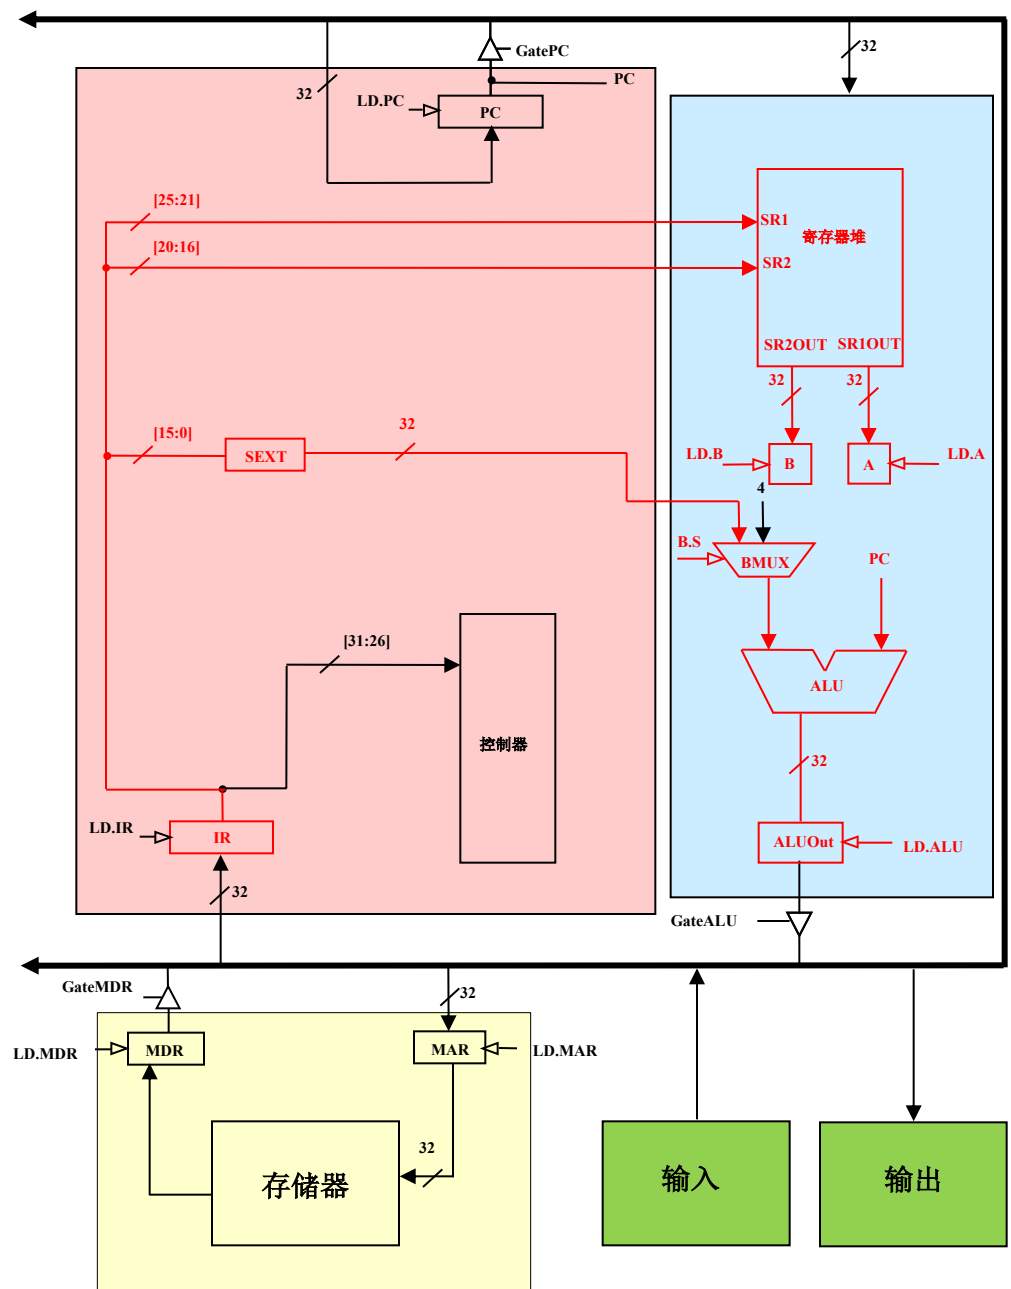 GatePC
32
32
PC
LD.PC
PC
[25:21]
SR1
寄存器堆
[20:16]
SR2
SR2OUT
SR1OUT
32
32
[15:0]
32
SEXT
LD.B
B
A
LD.A
4
B.S
BMUX
PC
[31:26]
ALU
控制器
32
LD.IR
IR
ALUOut
LD.ALU
32
GateALU
GateMDR
32
LD.MDR
MDR
MAR
LD.MAR
32
存储器
输入
输出